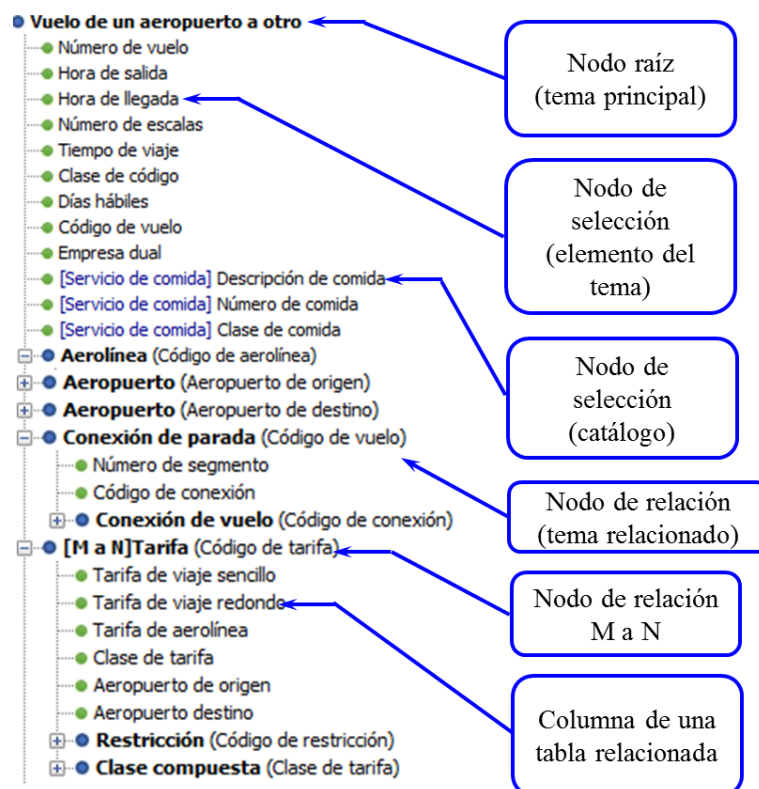 Vuelo de un aeropuerto a otro
Número de vuelo
Hora de salida
Hora de llegada
Número de escalas
Tiempo de viaje
Clase de código
Días hábiles
Código de vuelo
Empresa dual
[Servicio de comida] Descripción de comida
[Servicio de comida] Número de comida
[Servicio de comida] Clase de comida
Aerolínea (Código de aerolínea)
Aeropuerto (Aeropuerto de origen)
Aeropuerto (Aeropuerto de destino)
Conexión de parada (Código de vuelo)
Número de segmento
Código de conexión
Conexión de vuelo (Código de conexión)
[M a N]Tarifa (Código de tarifa)
Tarifa de viaje sencillo
Tarifa de viaje redondo
Tarifa de aerolínea
Clase de tarifa
Aeropuerto de origen
Aeropuerto destino
Restricción (Código de restricción)
Clase compuesta (Clase de tarifa)
Nodo raíz
(tema principal)
Nodo de
selección
(elemento del
tema)
Nodo de
selección
(catálogo)
Nodo de relación
(tema relacionado)
Nodo de relación
M a N
Columna de una
tabla relacionada